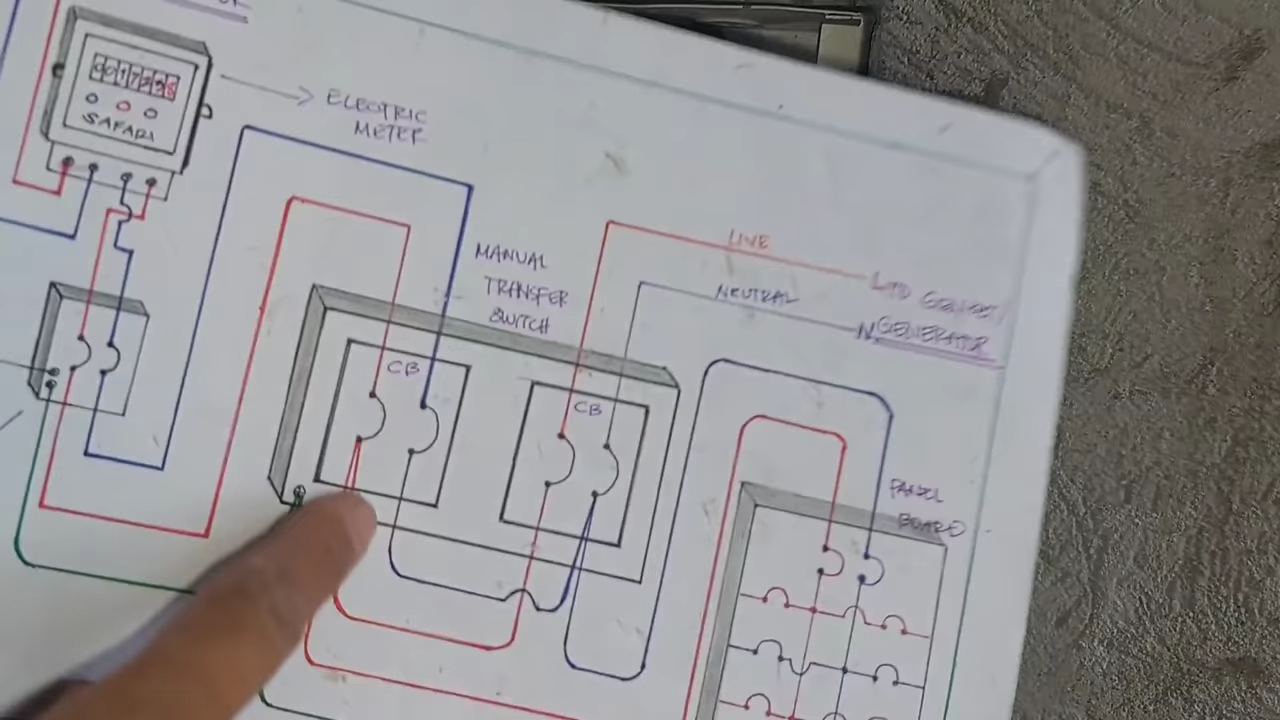 SAFARI
ELECTRIC
METER
MANUAL
TRANSFER
SWITCH
LIVE
NEUTRAL
GENERATOR
CB
CB
PANEL
BOARD